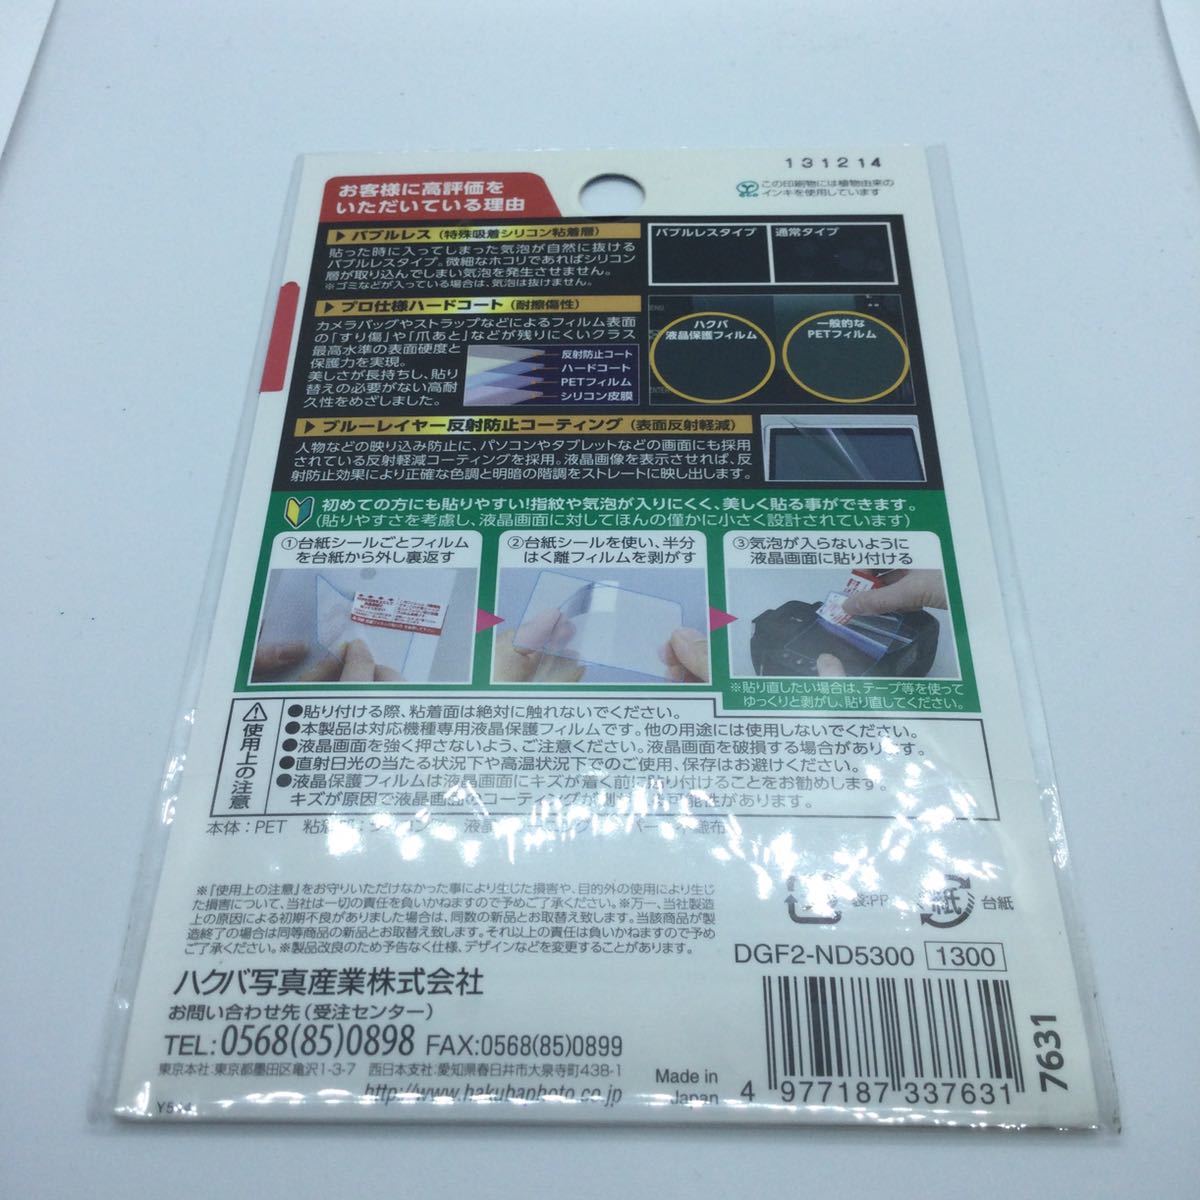 131214
この印刷物には植物由来の
インキを使用しています
お客様に高評価を
いただいている理由
▶バブルレス(特殊吸着シリコン粘着層)
貼った時に入ってしまった気泡が自然に抜ける
バブルレスタイプ。微細なホコリであればシリコン
層が取り込んでしまい気泡を発生させません。
※ゴミなどが入っている場合は、気泡は抜けません。
バブルレスタイプ
通常タイプ
▶プロ仕様ハードコート(耐擦傷性)
カメラバッグやストラップなどによるフィルム表面
の「すり傷」や「爪あと」などが残りにくいクラス
最高水準の表面硬度と
保護力を実現。
美しさが長持ちし、貼り
替えの必要がない高耐
久性をめざしました。
反射防止コート
ハードコート
PETフィルム
シリコン皮膜
ハクバ
液晶保護フィルム
一般的な
PETフィルム
▶ブルーレイヤー反射防止コーティング(表面反射軽減)
人物などの映り込み防止に、パソコンやタブレットなどの画面にも採用
されている反射軽減コーティングを採用。液晶画像を表示させれば、反
射防止効果により正確な色調と明暗の階調をストレートに映し出します。
初めての方にも貼りやすい!指紋や気泡が入りにくく、美しく貼る事ができます。
(貼りやすさを考慮し、液晶画面に対してほんの僅かに小さく設計されています)
①台紙シールごとフィルム
を台紙から外し裏返す
②台紙シールを使い、半分
はく離フィルムを剥がす
③気泡が入らないように
液晶画面に貼り付ける
※貼り直したい場合は、テープ等を使って
ゆっくりと剥がし、貼り直してください。
使用上の注意
●貼り付ける際、粘着面は絶対に触れないでください。
●本製品は対応機種専用液晶保護フィルムです。他の用途には使用しないでください。
●液晶画面を強く押さないよう、ご注意ください。液晶画面を破損する場合があります。
●直射日光の当たる状況下や高温状況下でのご使用、保存はお避けください。
●液晶保護フィルムは液晶画面にキズが着く前に貼り付けることをお勧めします。
キズが原因で液晶画面のコーティングが可能性があります。
本体:PET
※「使用上の注意」をお守りいただけなかった事により生じた損害や、目的外の使用により生じ
た損害について、当社は一切の責任を負いかねますので予めご了承ください。※万一、当社製造
上の原因による初期不良がありました場合は、同数の新品とお取替え致します。当該商品が製
造終了の場合は同等商品の新品とお取替え致します。それ以上の責任は負いかねますので予め
ご了承ください。※製品改良のため予告なく仕様、デザインなどを変更することがあります。
袋:PP
紙
台紙
DGF2-ND5300 1300
ハクバ写真産業株式会社
お問い合わせ先(受注センター)
TEL:0568(85)0898 FAX:0568(85)0899
東京本社:東京都墨田区亀沢1-3-7 西日本支社:愛知県春日井市大泉寺町438-1
http://www.hakubaphoto.co.jp
Made in
Japan
4 977187 337631
7631